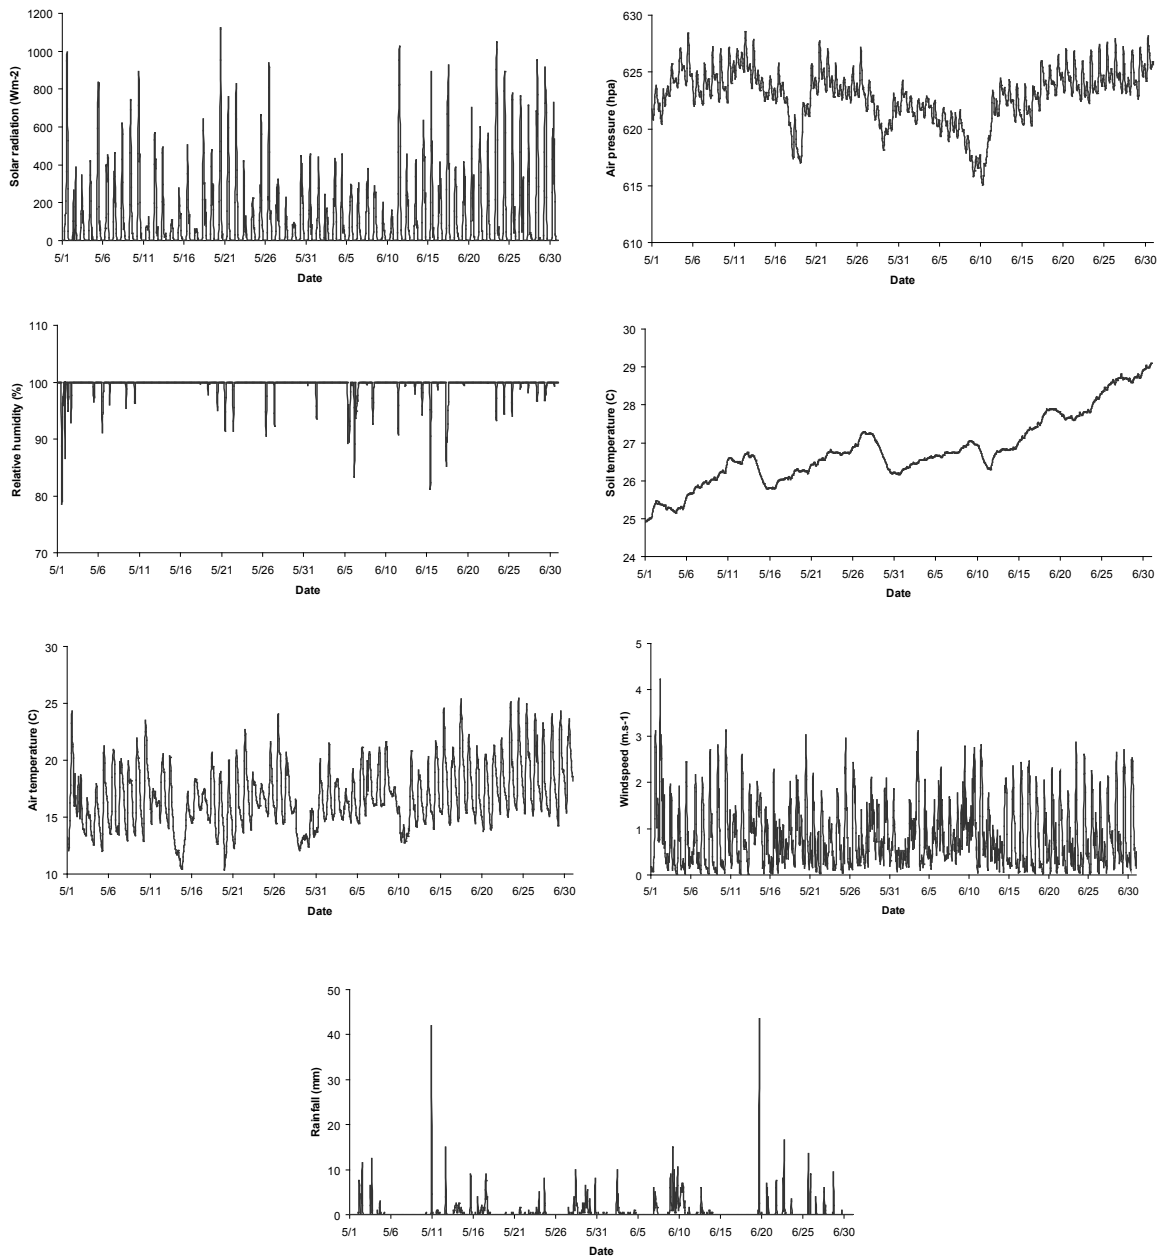 Solar radiation (Wm-2)
1200
1000
800
600
400
200
0
5/1 5/6 5/11 5/16 5/21 5/26 5/31 6/5 6/10 6/15 6/20 6/25 6/30
Date
Air pressure (hpa)
630
625
620
615
610
5/1 5/6 5/11 5/16 5/21 5/26 5/31 6/5 6/10 6/15 6/20 6/25 6/30
Date
Relative humidity (%)
110
100
90
80
70
5/1 5/6 5/11 5/16 5/21 5/26 5/31 6/5 6/10 6/15 6/20 6/25 6/30
Date
Soil temperature (C)
30
29
28
27
26
25
24
5/1 5/6 5/11 5/16 5/21 5/26 5/31 6/5 6/10 6/15 6/20 6/25 6/30
Date
Air temperature (C)
30
25
20
15
10
5/1 5/6 5/11 5/16 5/21 5/26 5/31 6/5 6/10 6/15 6/20 6/25 6/30
Date
Windspeed (m.s-1)
5
4
3
2
1
0
5/1 5/6 5/11 5/16 5/21 5/26 5/31 6/5 6/10 6/15 6/20 6/25 6/30
Date
Rainfall (mm)
50
40
30
20
10
0
5/1 5/6 5/11 5/16 5/21 5/26 5/31 6/5 6/10 6/15 6/20 6/25 6/30
Date